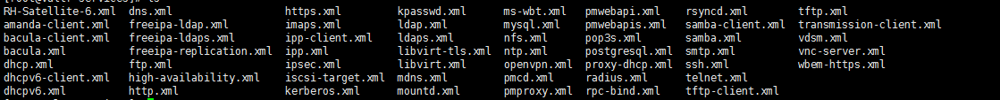 RH-Satellite-6.xml dns.xml https.xml kpasswd.xml ms-wbt.xml pmwebapi.xml rsyncd.xml tftp.xml
amanda-client.xml freeipa-ldap.xml imaps.xml ldap.xml mysql.xml pmwebapis.xml samba-client.xml transmission-client.xml
bacula-client.xml freeipa-ldaps.xml ipp-client.xml ldaps.xml nfs.xml pop3s.xml samba.xml vdsm.xml
bacula.xml freeipa-replication.xml ipp.xml libvirt-tls.xml ntp.xml postgresql.xml smtp.xml vnc-server.xml
dhcp.xml ftp.xml ipsec.xml libvirt.xml openvpn.xml proxy-dhcp.xml ssh.xml wbem-https.xml
dhcpv6-client.xml high-availability.xml iscsi-target.xml mdns.xml pmcd.xml radius.xml telnet.xml
dhcpv6.xml http.xml kerberos.xml mountd.xml pmproxy.xml rpc-bind.xml tftp-client.xml